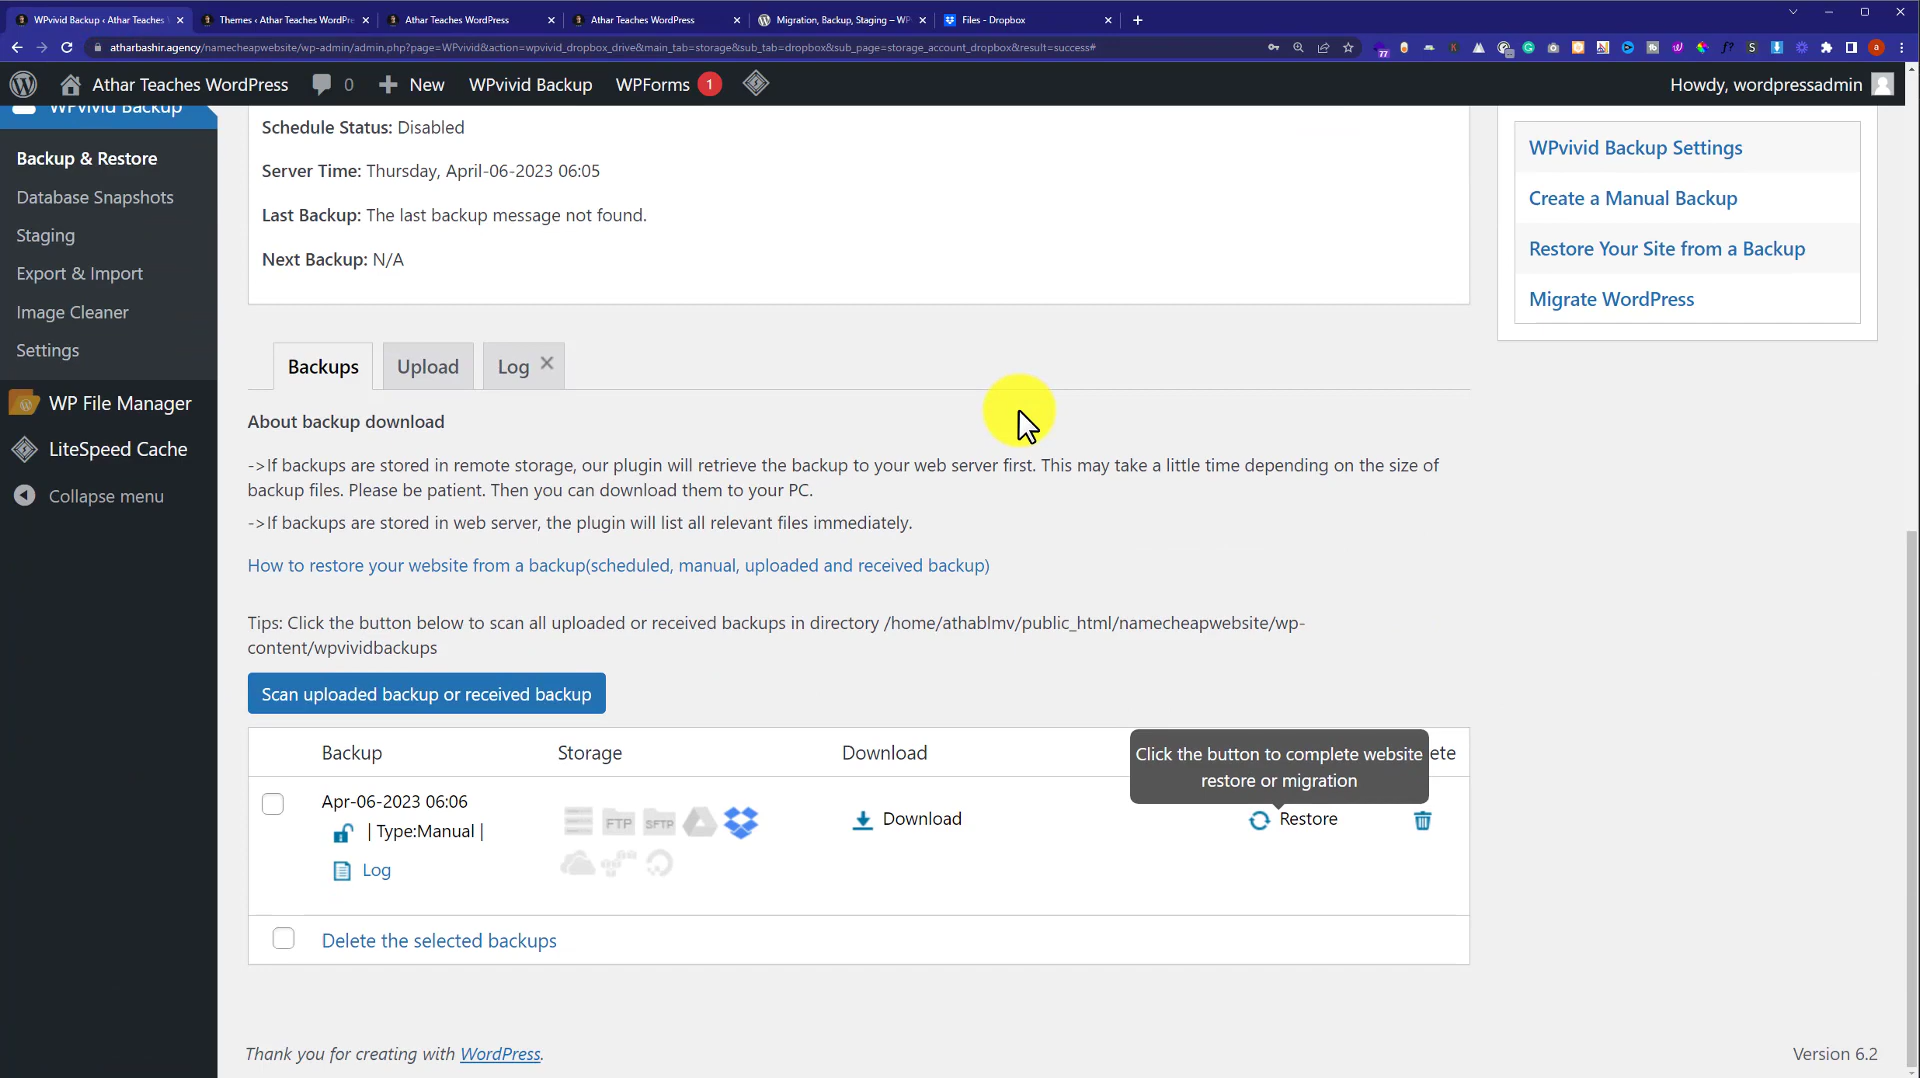 WPvivid Backup ‹ Athar Teaches
Themes ‹ Athar Teaches WordPre
Athar Teaches WordPress
Athar Teaches WordPress
Migration, Backup, Staging – WP
Files - Dropbox
atharbashir.agency/namecheapwebsite/wp-admin/admin.php?page=WPvivid&action=wpvivid_dropbox_drive&main_tab=storage&sub_tab=dropbox&sub_page=storage_account_dropbox&result=success#
77
Athar Teaches WordPress
0
New
WPvivid Backup
WPForms 1
Howdy, wordpressadmin
WPvivid Backup
Backup & Restore
Database Snapshots
Staging
Export & Import
Image Cleaner
Settings
WP File Manager
LiteSpeed Cache
Collapse menu
Schedule Status: Disabled
Server Time: Thursday, April-06-2023 06:05
Last Backup: The last backup message not found.
Next Backup: N/A
WPvivid Backup Settings
Create a Manual Backup
Restore Your Site from a Backup
Migrate WordPress
Backups
Upload
Log
About backup download
->If backups are stored in remote storage, our plugin will retrieve the backup to your web server first. This may take a little time depending on the size of
backup files. Please be patient. Then you can download them to your PC.
->If backups are stored in web server, the plugin will list all relevant files immediately.
How to restore your website from a backup(scheduled, manual, uploaded and received backup)
Tips: Click the button below to scan all uploaded or received backups in directory /home/athablmv/public_html/namecheapwebsite/wp-
content/wpvividbackups
Scan uploaded backup or received backup
Backup
Storage
Download
ete
Click the button to complete website
restore or migration
Apr-06-2023 06:06
| Type:Manual |
Log
FTP
SFTP
Download
Restore
Delete the selected backups
Thank you for creating with WordPress.
Version 6.2